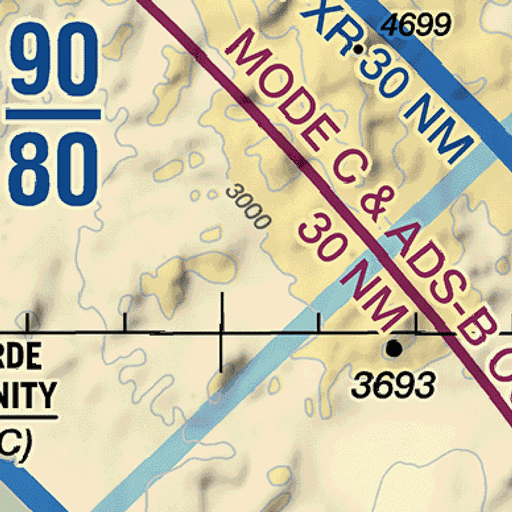 90
80
4699
XR 30 NM
MODE C & ADS-B
30 NM
3000
3693
RDE
NITY
C)